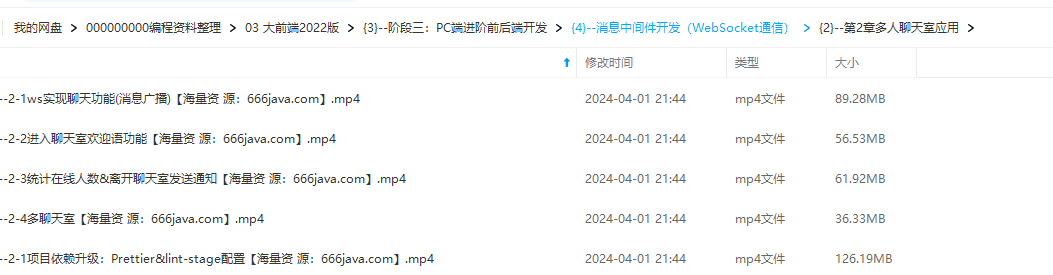 我的网盘 > 000000000编程资料整理 > 03 大前端2022版 > {3}--阶段三：PC端进阶前后端开发 > {4}--消息中间件开发（WebSocket通信） > {2}--第2章多人聊天室应用 >
修改时间 类型 大小
--2-1ws实现聊天功能(消息广播)【海量资 源：666java.com】.mp4 2024-04-01 21:44 mp4文件 89.28MB
--2-2进入聊天室欢迎语功能【海量资 源：666java.com】.mp4 2024-04-01 21:44 mp4文件 56.53MB
--2-3统计在线人数&离开聊天室发送通知【海量资 源：666java.com】.mp4 2024-04-01 21:44 mp4文件 61.92MB
--2-4多聊天室【海量资 源：666java.com】.mp4 2024-04-01 21:44 mp4文件 36.33MB
--2-1项目依赖升级：Prettier&lint-stage配置【海量资 源：666java.com】.mp4 2024-04-01 21:44 mp4文件 126.19MB